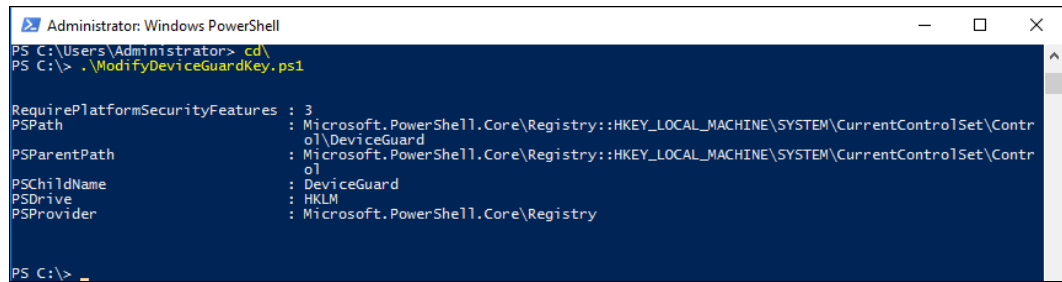 Administrator: Windows PowerShell
PS C:\Users\Administrator> cd\
PS C:\> .\ModifyDeviceGuardKey.ps1
RequirePlatformSecurityFeatures : 3
PSPath : Microsoft.PowerShell.Core\Registry::HKEY_LOCAL_MACHINE\SYSTEM\CurrentControlSet\Contr
ol\DeviceGuard
PSParentPath : Microsoft.PowerShell.Core\Registry::HKEY_LOCAL_MACHINE\SYSTEM\CurrentControlSet\Contr
ol
PSChildName : DeviceGuard
PSDrive : HKLM
PSProvider : Microsoft.PowerShell.Core\Registry
PS C:\> _